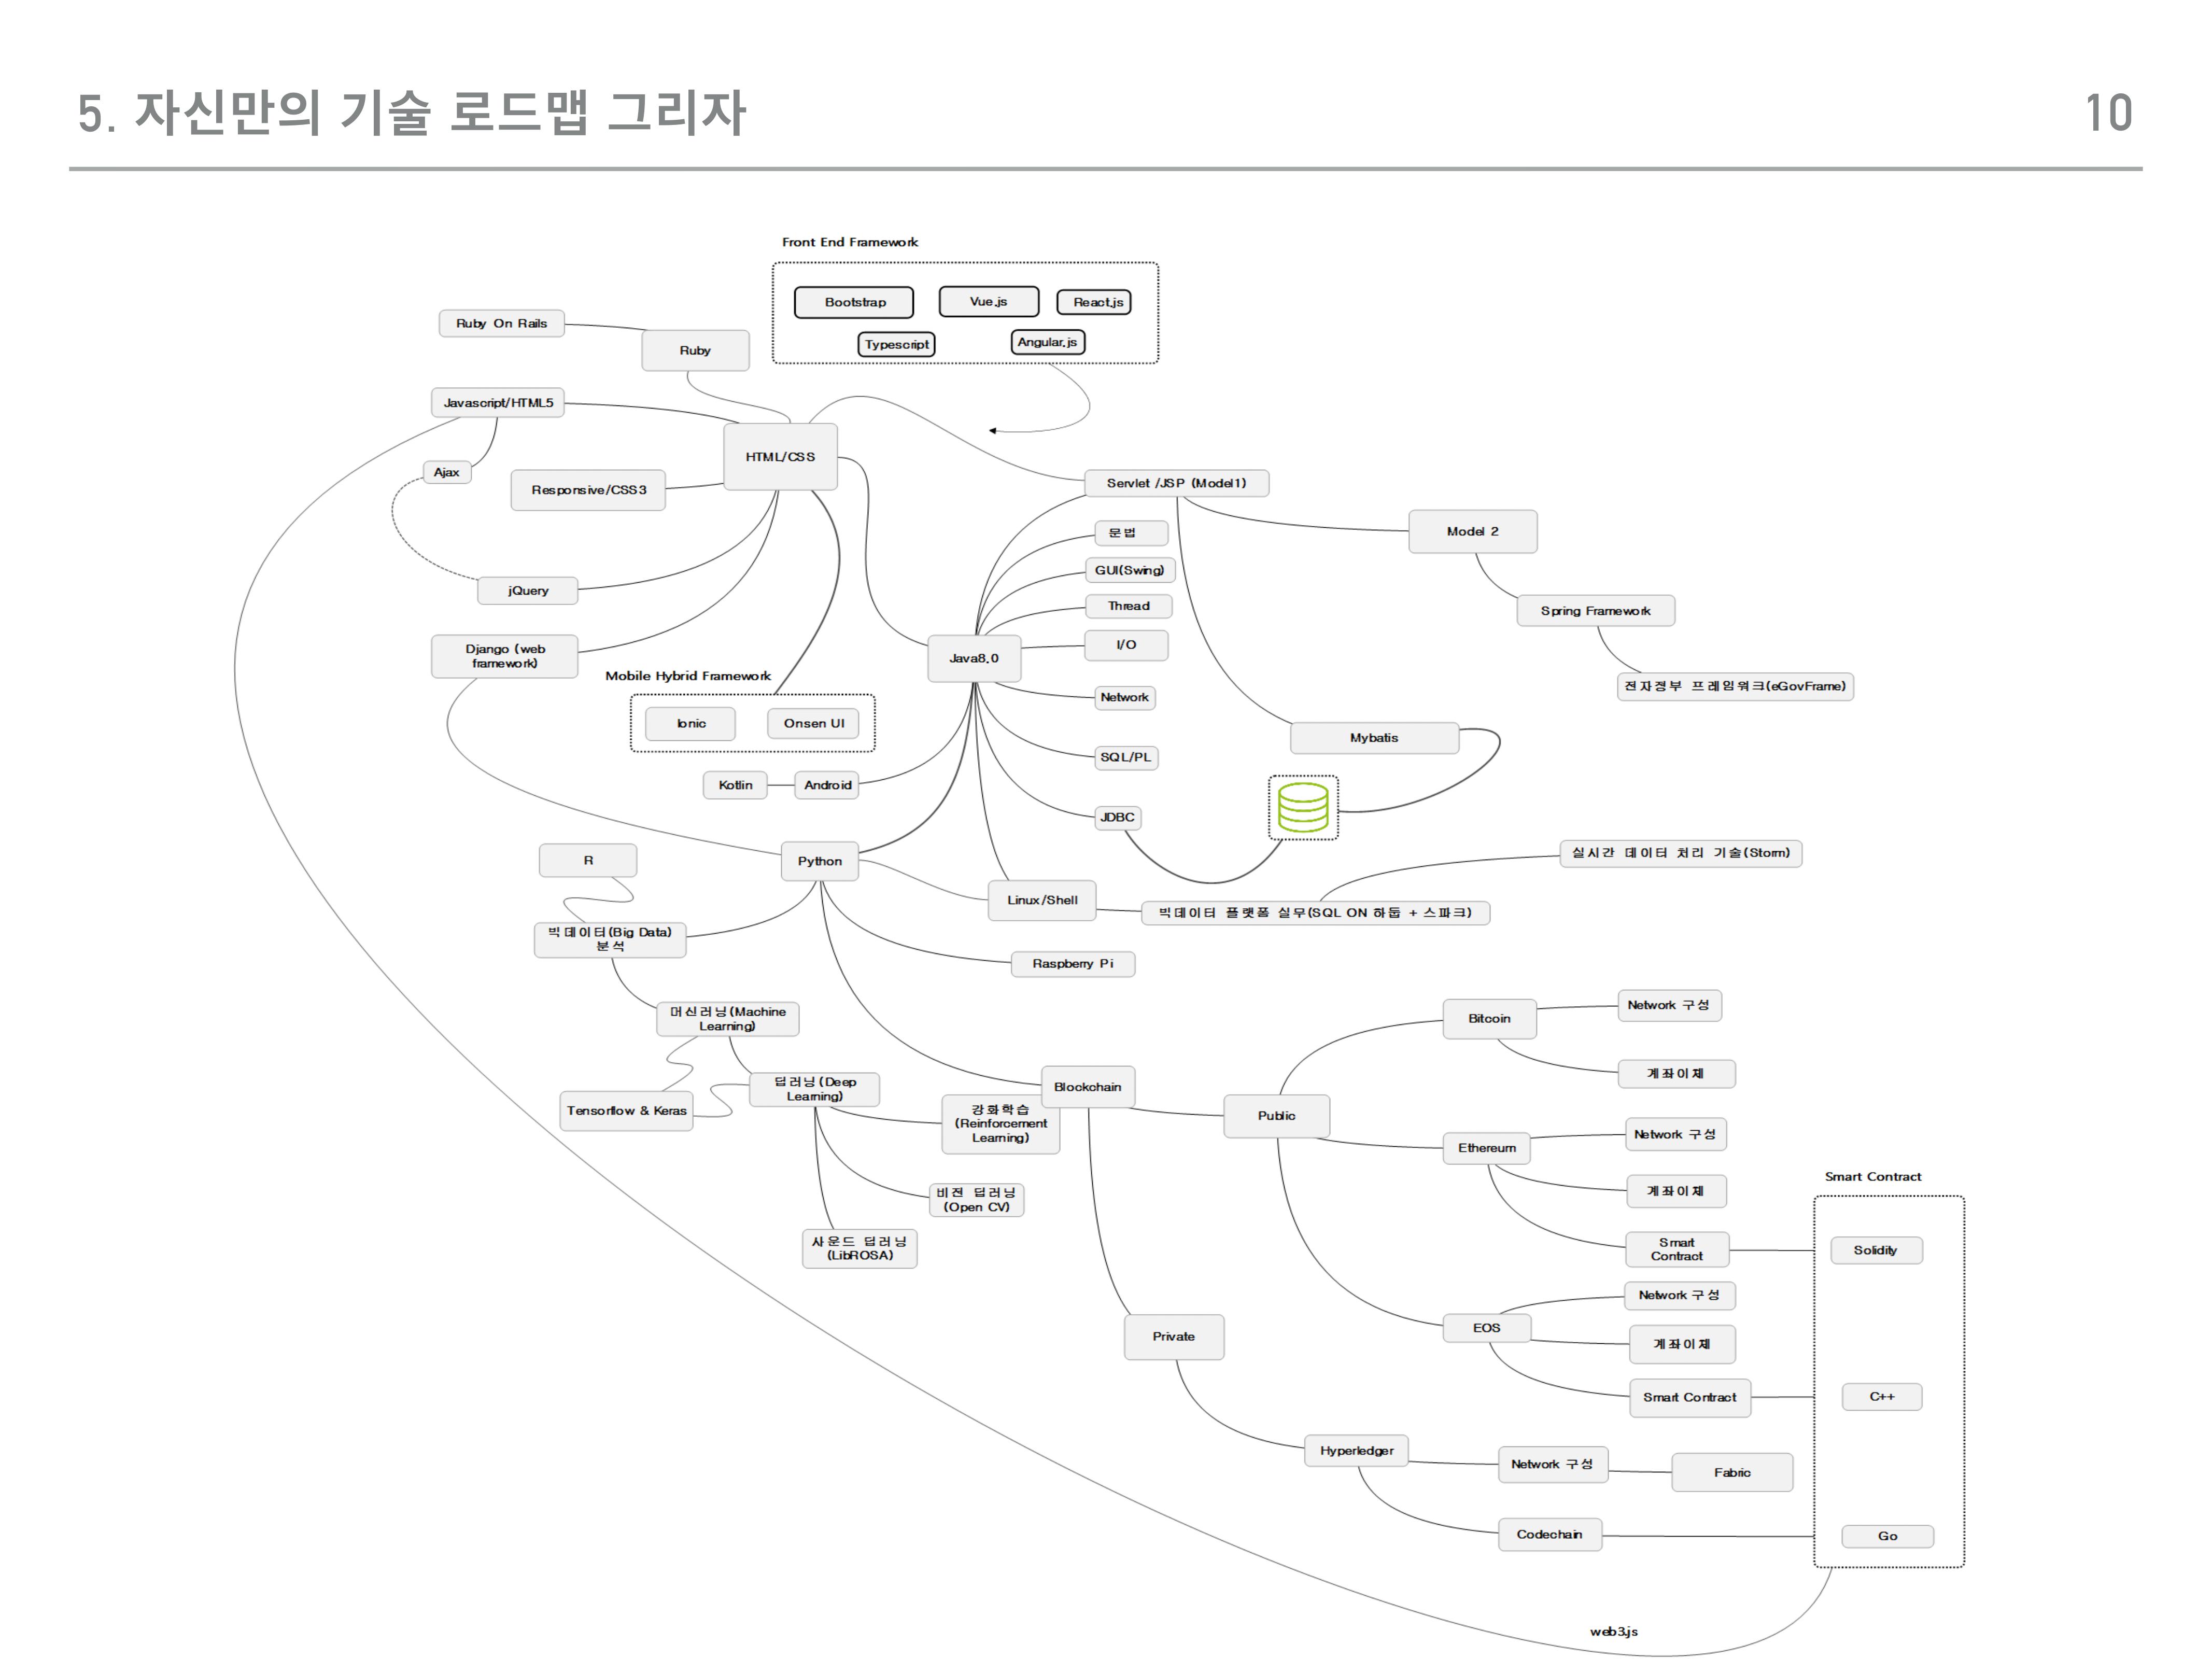 5. 자신만의 기술 로드맵 그리자
10
Front End Framework
Bootstrap
Vue.js
React.js
Typescript
Angular.js
Ruby On Rails
Ruby
Javascript/HTML5
HTML/CSS
Ajax
Responsive/CSS3
jQuery
Django (web
framework)
Servlet /JSP (Model1)
문법
GUI(Swing)
Thread
I/O
Java8.0
Network
SQL/PL
JDBC
Model 2
Spring Framework
전자정부 프레임워크(eGovFrame)
Mybatis
Mobile Hybrid Framework
Ionic
Onsen UI
Kotlin
Android
Python
R
빅데이터(Big Data)
분석
Linux/Shell
빅데이터 플랫폼 실무(SQL ON 하둡 + 스파크)
실시간 데이터 처리 기술(Storm)
Raspberry Pi
머신러닝(Machine
Learning)
딥러닝(Deep
Learning)
Tensorflow & Keras
강화학습
(Reinforcement
Learning)
비전 딥러닝
(Open CV)
사운드 딥러닝
(LibROSA)
Blockchain
Public
Bitcoin
Network 구성
계좌이체
Ethereum
Network 구성
계좌이체
Smart
Contract
EOS
Network 구성
계좌이체
Smart Contract
Smart Contract
Solidity
C++
Go
Private
Hyperledger
Network 구성
Fabric
Codechain
web3.js